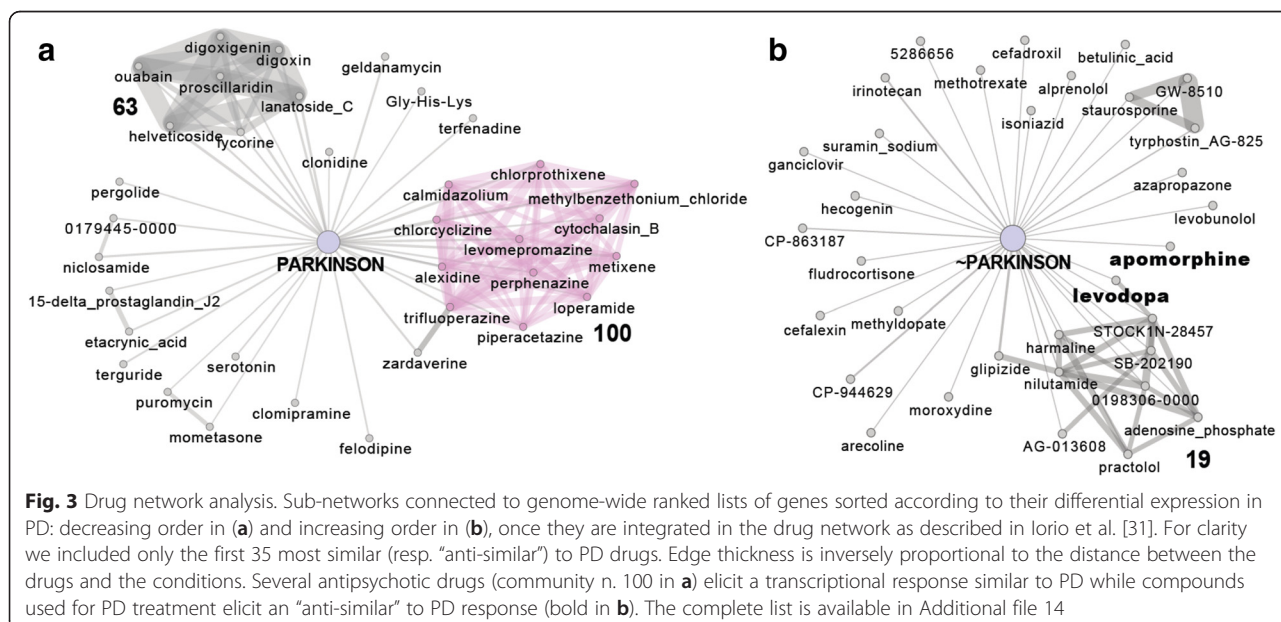 a
digoxigenin
digoxin
ouabain
proscillaridin
lanatoside_C
63
helveticoside
lycorine
geldanamycin
Gly-His-Lys
terfenadine
clonidine
pergolide
0179445-0000
niclosamide
15-delta_prostaglandin_J2
etacrynic_acid
terguride
puromycin
mometasone
serotonin
clomipramine
felodipine
PARKINSON
chlorprothixene
calmidazolium
methylbenzethonium_chloride
chlorcyclizine
cytochalasin_B
levomepromazine
metixene
alexidine
perphenazine
loperamide
trifluoperazine
piperacetazine
100
zardaverine
b
5286656
cefadroxil
betulinic_acid
irinotecan
methotrexate
alprenolol
GW-8510
staurosporine
isoniazid
tyrphostin_AG-825
suramin_sodium
ganciclovir
azapropazone
hecogenin
levobunolol
CP-863187
~PARKINSON
apomorphine
fludrocortisone
levodopa
cefalexin
methyldopate
STOCK1N-28457
harmaline
SB-202190
glipizide
nilutamide
0198306-0000
CP-944629
moroxydine
adenosine_phosphate
arecoline
AG-013608
19
practolol
Fig. 3 Drug network analysis. Sub-networks connected to genome-wide ranked lists of genes sorted according to their differential expression in
PD: decreasing order in (a) and increasing order in (b), once they are integrated in the drug network as described in Iorio et al. [31]. For clarity
we included only the first 35 most similar (resp. “anti-similar”) to PD drugs. Edge thickness is inversely proportional to the distance between the
drugs and the conditions. Several antipsychotic drugs (community n. 100 in a) elicit a transcriptional response similar to PD while compounds
used for PD treatment elicit an “anti-similar” to PD response (bold in b). The complete list is available in Additional file 14